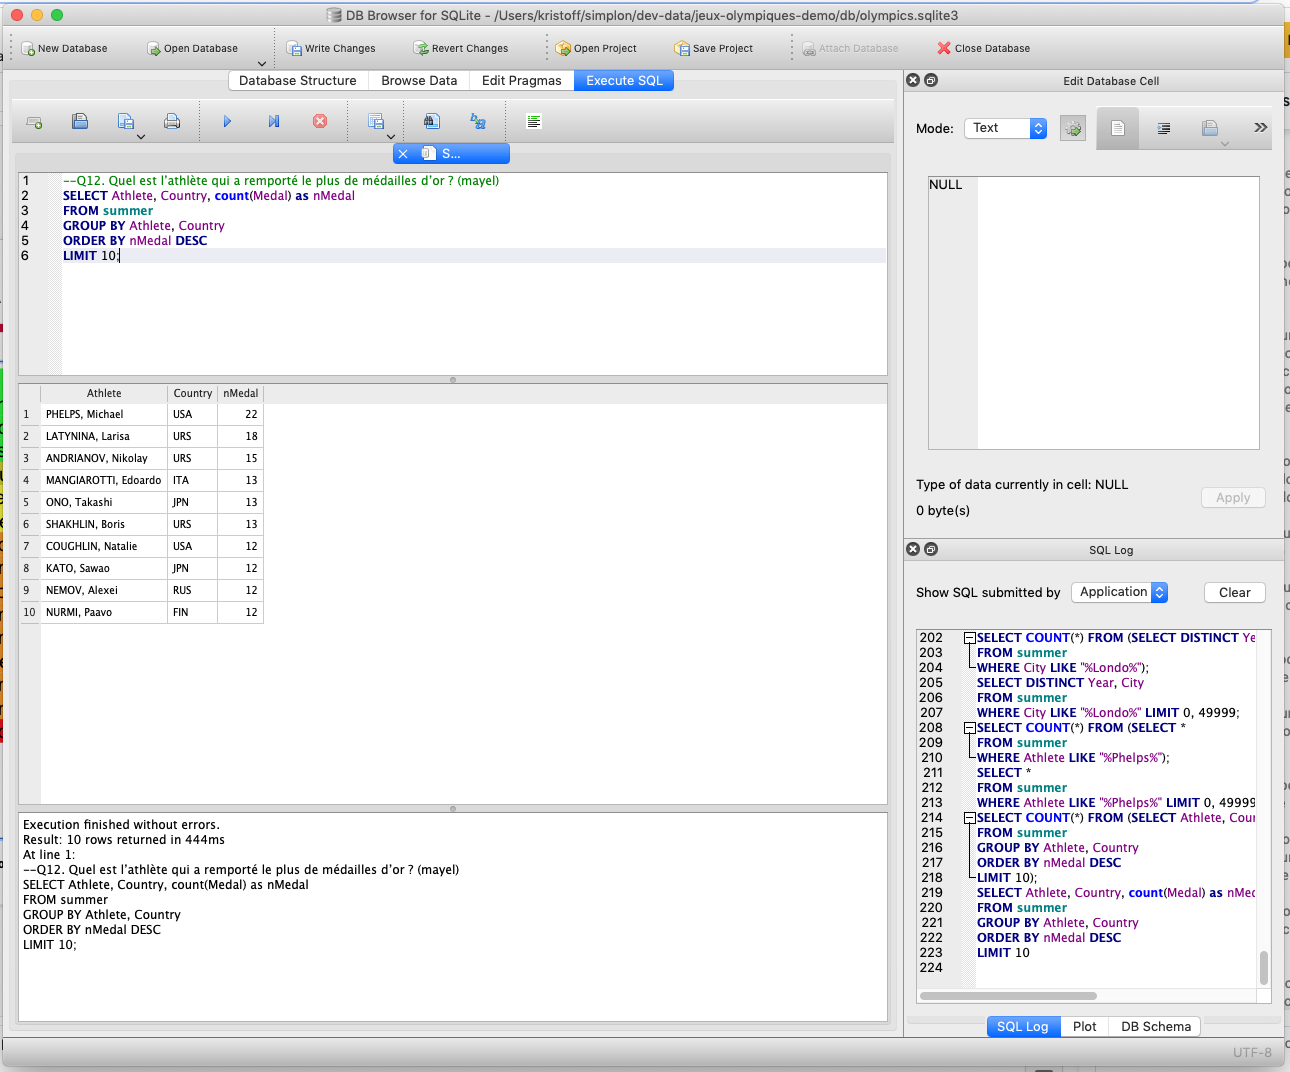 DB Browser for SQLite - /Users/kristoff/simplon/dev-data/jeux-olympiques-demo/db/olympics.sqlite3
New Database Open Database Write Changes Revert Changes Open Project Save Project Attach Database Close Database
Database Structure Browse Data Edit Pragmas Execute SQL
S...
1 --Q12. Quel est l'athlète qui a remporté le plus de médailles d'or ? (mayel)
2 SELECT Athlete, Country, count(Medal) as nMedal
3 FROM summer
4 GROUP BY Athlete, Country
5 ORDER BY nMedal DESC
6 LIMIT 10;
Athlete Country nMedal
1 PHELPS, Michael USA 22
2 LATYNINA, Larisa URS 18
3 ANDRIANOV, Nikolay URS 15
4 MANGIAROTTI, Edoardo ITA 13
5 ONO, Takashi JPN 13
6 SHAKHLIN, Boris URS 13
7 COUGHLIN, Natalie USA 12
8 KATO, Sawao JPN 12
9 NEMOV, Alexei RUS 12
10 NURMI, Paavo FIN 12
Execution finished without errors.
Result: 10 rows returned in 444ms
At line 1:
--Q12. Quel est l'athlète qui a remporté le plus de médailles d'or ? (mayel)
SELECT Athlete, Country, count(Medal) as nMedal
FROM summer
GROUP BY Athlete, Country
ORDER BY nMedal DESC
LIMIT 10;
Edit Database Cell
Mode: Text
NULL
Type of data currently in cell: NULL
0 byte(s)
Apply
SQL Log
Show SQL submitted by Application Clear
202 SELECT COUNT(*) FROM (SELECT DISTINCT Ye
203 FROM summer
204 WHERE City LIKE "%Londo%");
205 SELECT DISTINCT Year, City
206 FROM summer
207 WHERE City LIKE "%Londo%" LIMIT 0, 49999;
208 SELECT COUNT(*) FROM (SELECT *
209 FROM summer
210 WHERE Athlete LIKE "%Phelps%");
211 SELECT *
212 FROM summer
213 WHERE Athlete LIKE "%Phelps%" LIMIT 0, 49999
214 SELECT COUNT(*) FROM (SELECT Athlete, Cour
215 FROM summer
216 GROUP BY Athlete, Country
217 ORDER BY nMedal DESC
218 LIMIT 10);
219 SELECT Athlete, Country, count(Medal) as nMed
220 FROM summer
221 GROUP BY Athlete, Country
222 ORDER BY nMedal DESC
223 LIMIT 10
224
SQL Log Plot DB Schema
UTF-8